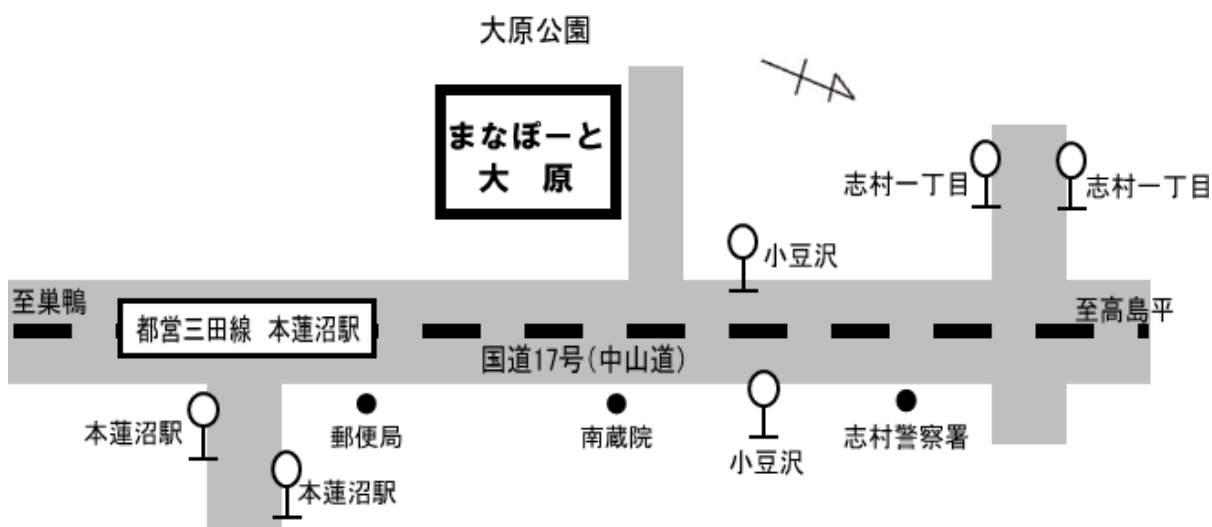 大原公園
まなぽーと
大 原
志村一丁目
志村一丁目
小豆沢
至巣鴨
都営三田線 本蓮沼駅
至高島平
国道17号(中山道)
本蓮沼駅
郵便局
南蔵院
小豆沢
志村警察署
本蓮沼駅